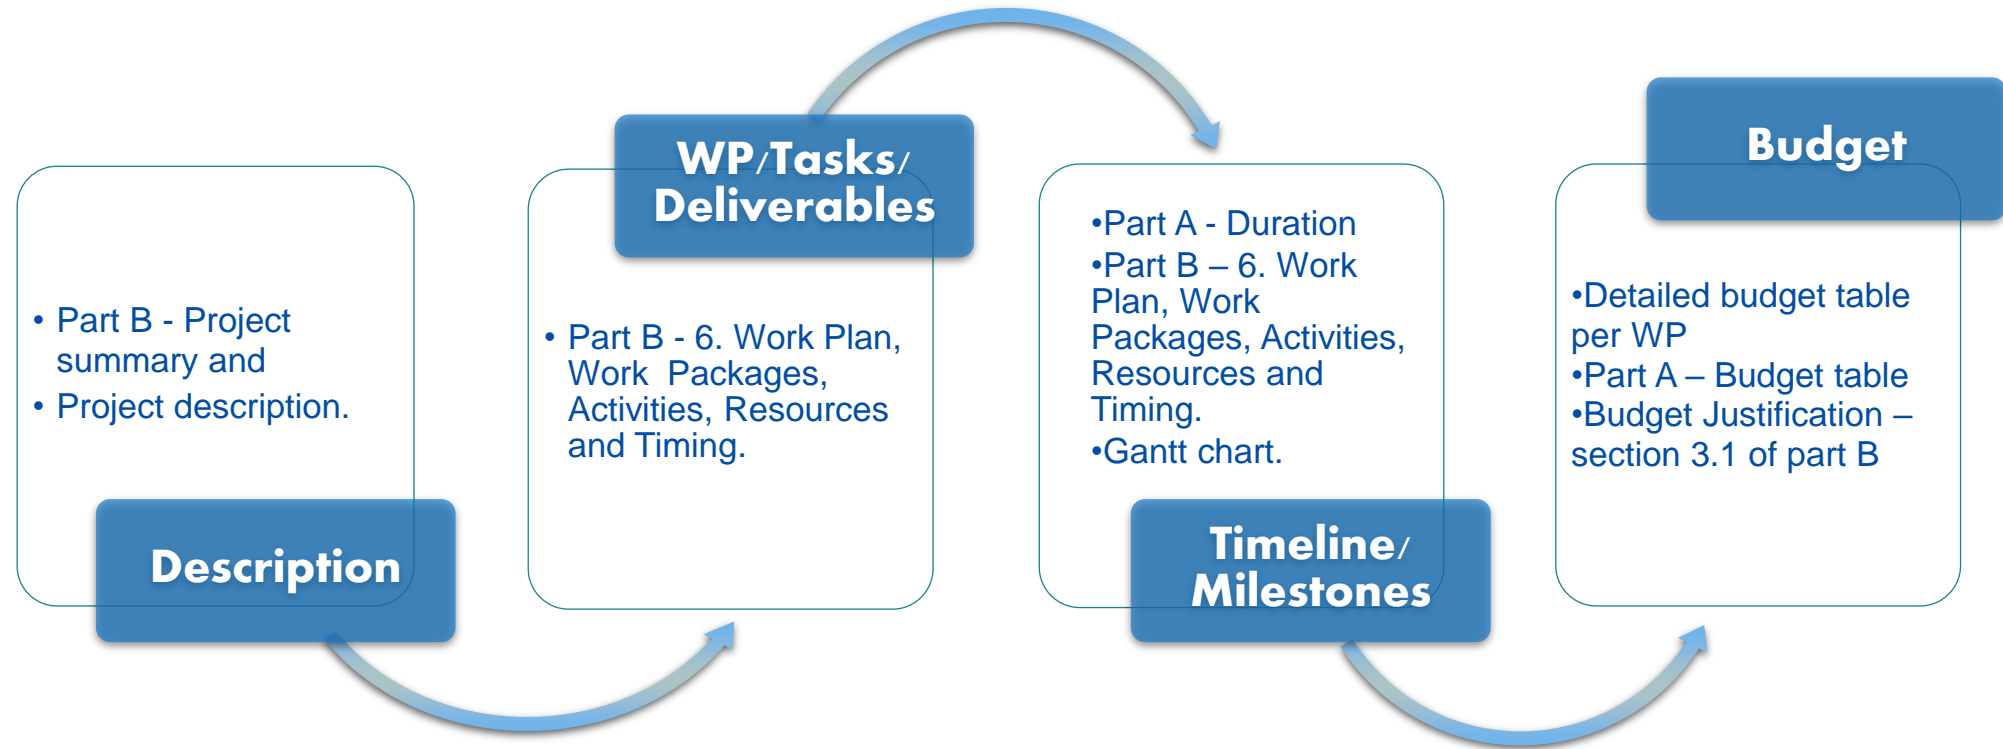 • Part B - Project
summary and
• Project description.
Description
WP/Tasks/
Deliverables
• Part B - 6. Work Plan,
Work Packages,
Activities, Resources
and Timing.
•Part A - Duration
•Part B – 6. Work
Plan, Work
Packages, Activities,
Resources and
Timing.
•Gantt chart.
Timeline/
Milestones
Budget
•Detailed budget table
per WP
•Part A – Budget table
•Budget Justification –
section 3.1 of part B